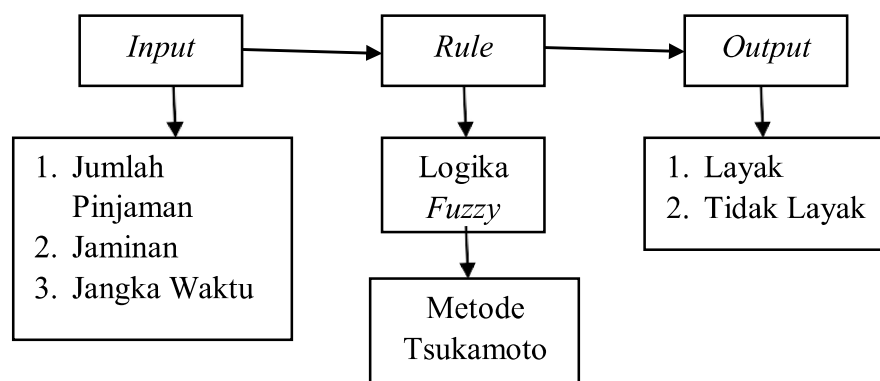 Input
Rule
Output
1. Jumlah
Pinjaman
2. Jaminan
3. Jangka Waktu
Logika
Fuzzy
Metode
Tsukamoto
1. Layak
2. Tidak Layak